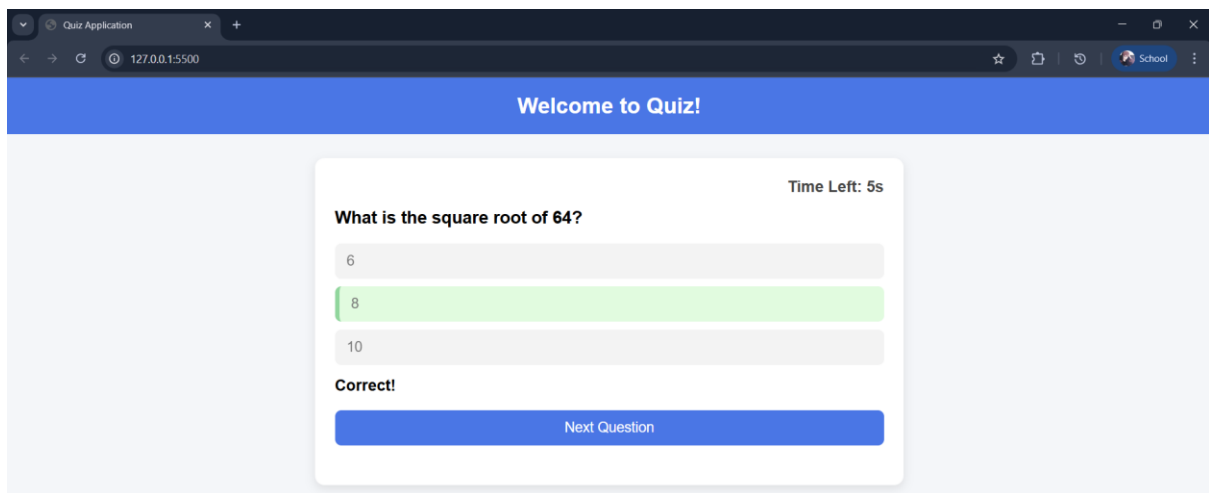 Quiz Application
127.0.0.1:5500
School
Welcome to Quiz!
Time Left: 5s
What is the square root of 64?
6
8
10
Correct!
Next Question